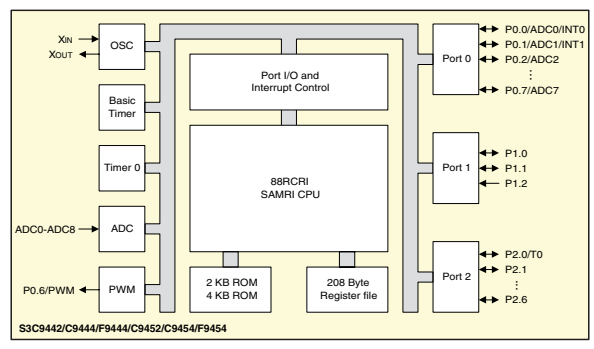 XIN
XOUT
OSC
Basic
Timer
Timer 0
ADC0-ADC8
ADC
P0.6/PWM
PWM
Port I/O and
Interrupt Control
88RCRI
SAMRI CPU
2 KB ROM
4 KB ROM
208 Byte
Register file
Port 0
P0.0/ADC0/INT0
P0.1/ADC1/INT1
P0.2/ADC2
⋮
P0.7/ADC7
Port 1
P1.0
P1.1
P1.2
Port 2
P2.0/T0
P2.1
⋮
P2.6
S3C9442/C9444/F9444/C9452/C9454/F9454